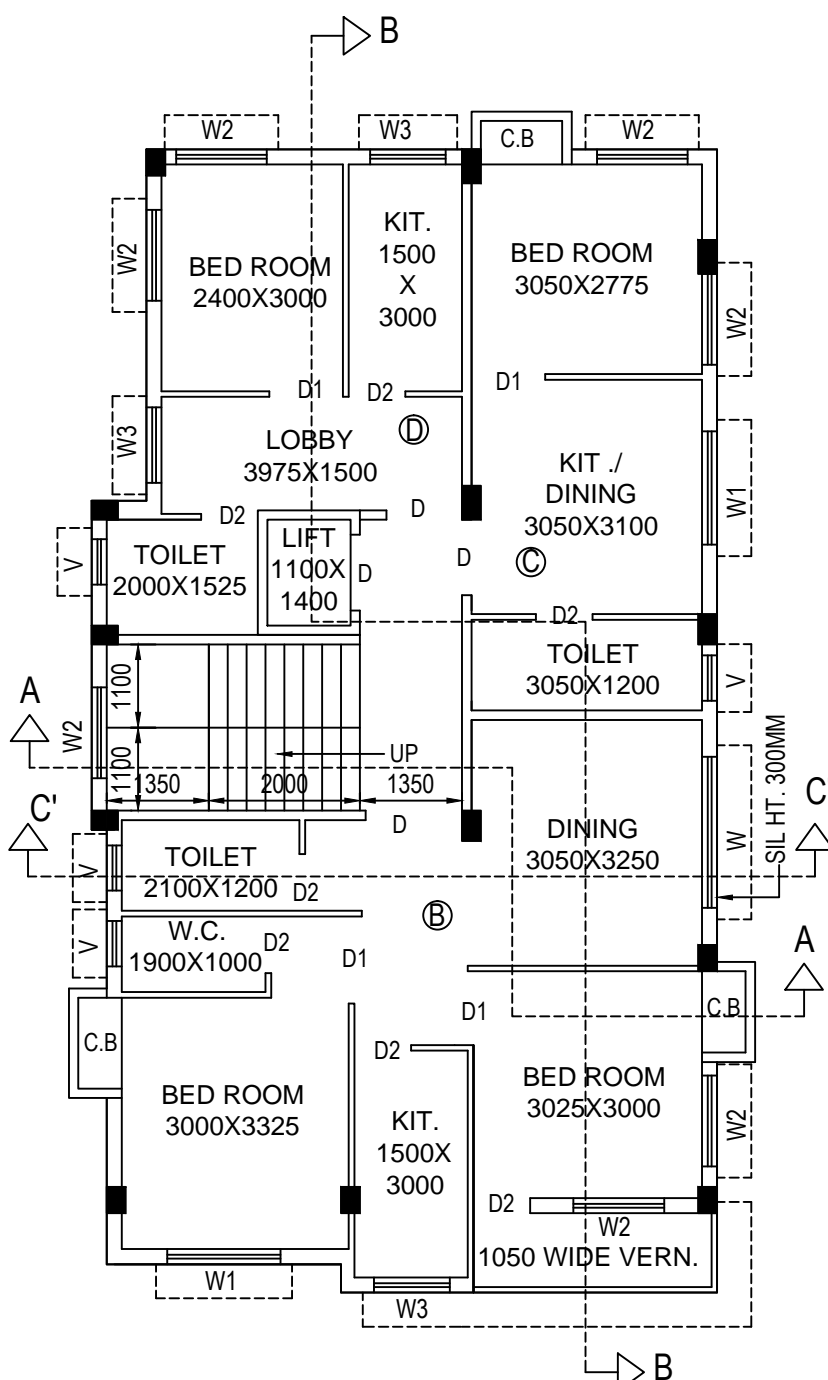 B
W2
W3
C.B
W2
W2
BED ROOM
2400X3000
KIT.
1500
X
3000
BED ROOM
3050X2775
W2
D1
D2
D1
W3
LOBBY
3975X1500
D
KIT ./
DINING
3050X3100
W1
D2
D
V
TOILET
2000X1525
LIFT
1100X
1400
D
D
C
D2
TOILET
3050X1200
V
A
W2
1100
1100
UP
1350
2000
1350
SIL HT. 300MM
C'
D
DINING
3050X3250
W
C
V
TOILET
2100X1200
D2
B
V
W.C.
1900X1000
D2
D1
A
C.B
D1
C.B
D2
BED ROOM
3000X3325
KIT.
1500X
3000
BED ROOM
3025X3000
W2
D2
W2
1050 WIDE VERN.
W1
W3
B